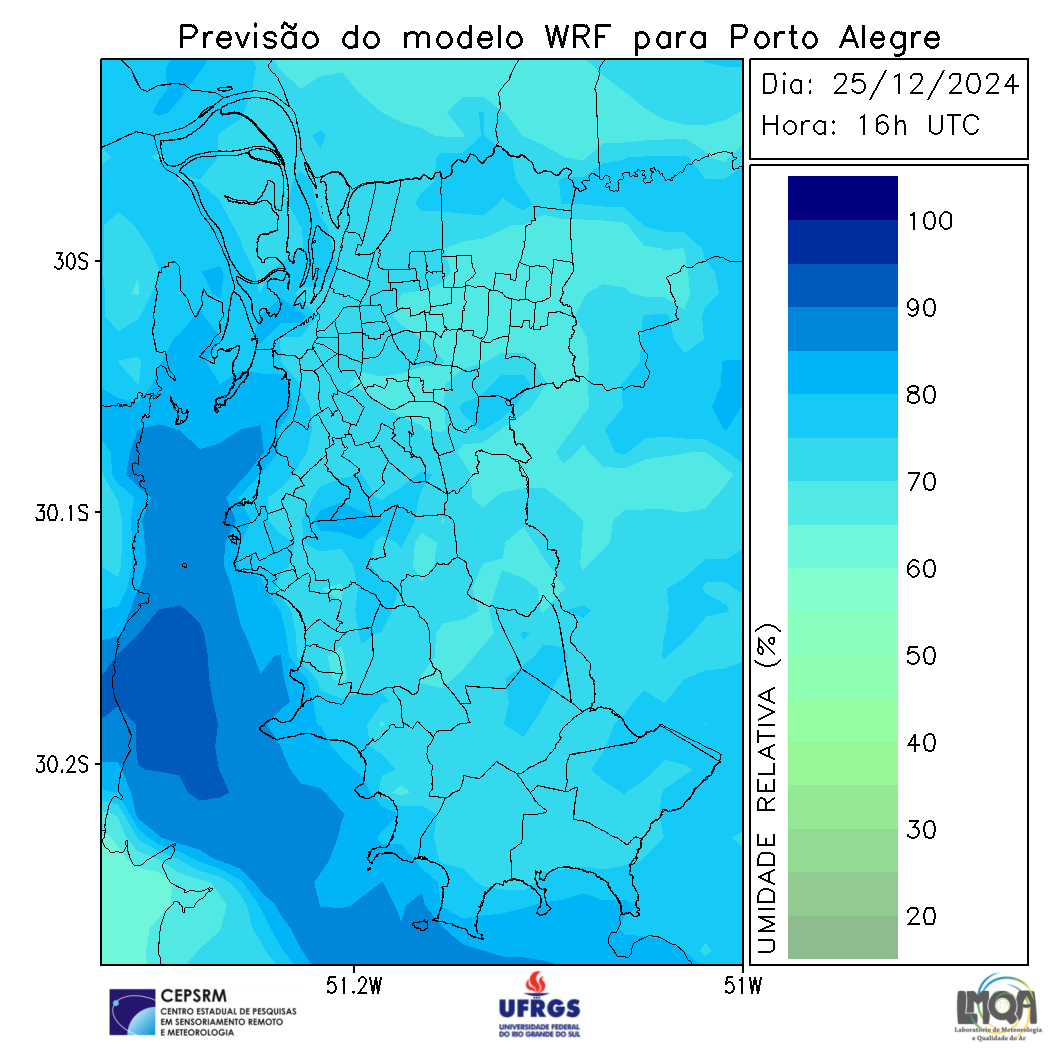 Previsão do modelo WRF para Porto Alegre
Dia: 25/12/2024
Hora: 16h UTC
30S
30.1S
30.2S
51.2W
51W
100
90
80
70
60
50
40
30
20
UMIDADE RELATIVA (%)
CEPSRM
CENTRO ESTADUAL DE PESQUISAS
EM SENSORIAMENTO REMOTO
E METEOROLOGIA
UFRGS
UNIVERSIDADE FEDERAL
DO RIO GRANDE DO SUL
LMQA
Laboratório de Meteorologia
e Qualidade do Ar